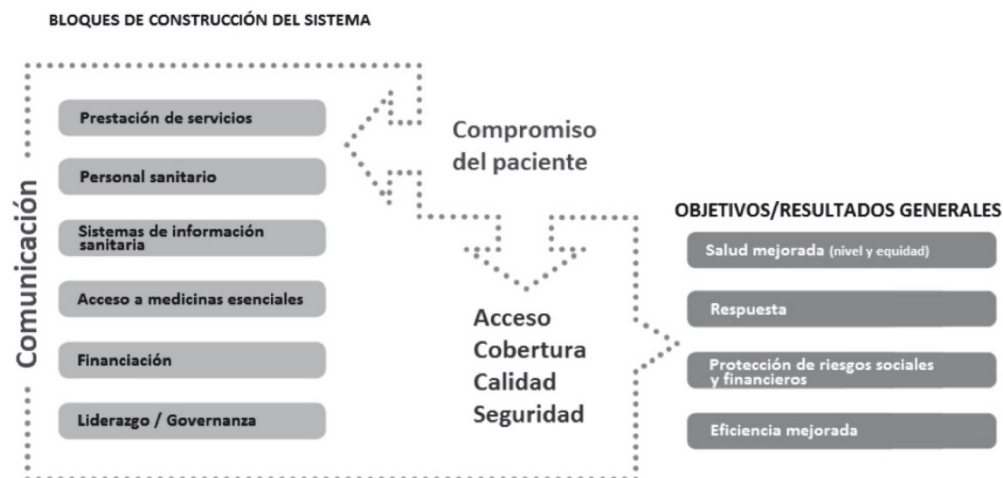 BLOQUES DE CONSTRUCCIÓN DEL SISTEMA
Comunicación
Prestación de servicios
Personal sanitario
Sistemas de información
sanitaria
Acceso a medicinas esenciales
Financiación
Liderazgo / Governanza
Compromiso
del paciente
Acceso
Cobertura
Calidad
Seguridad
OBJETIVOS/RESULTADOS GENERALES
Salud mejorada (nivel y equidad)
Respuesta
Protección de riesgos sociales
y financieros
Eficiencia mejorada